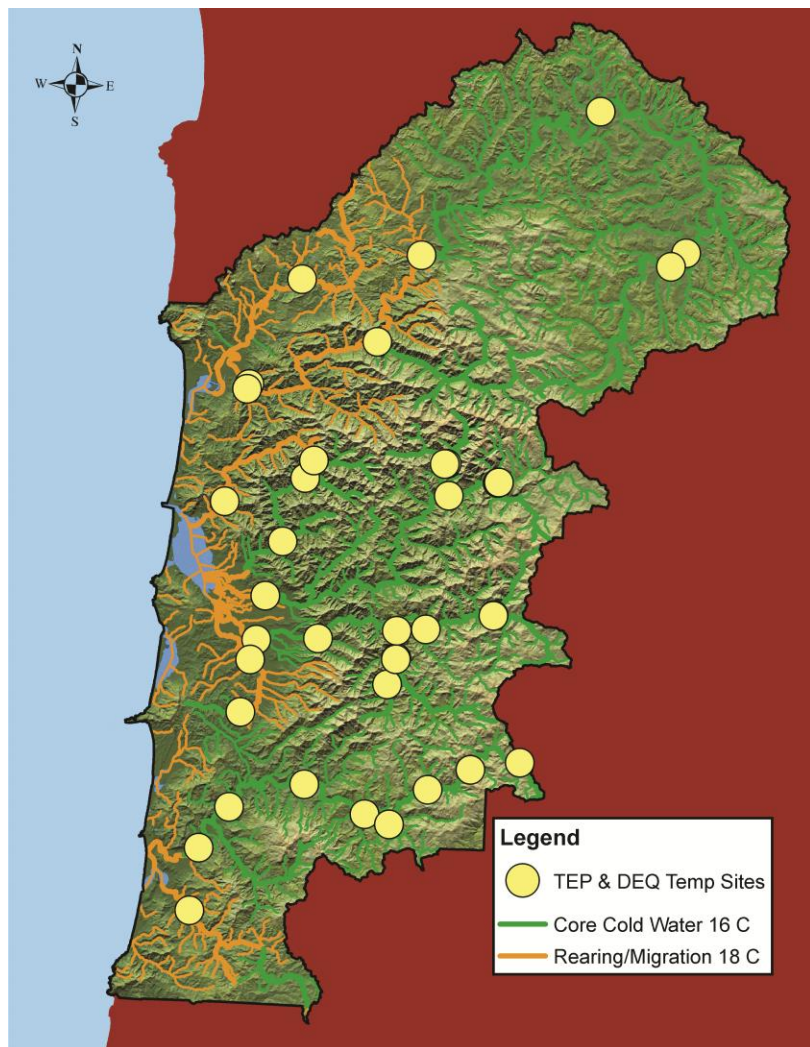 N
W E
S
Legend
TEP & DEQ Temp Sites
Core Cold Water 16 C
Rearing/Migration 18 C